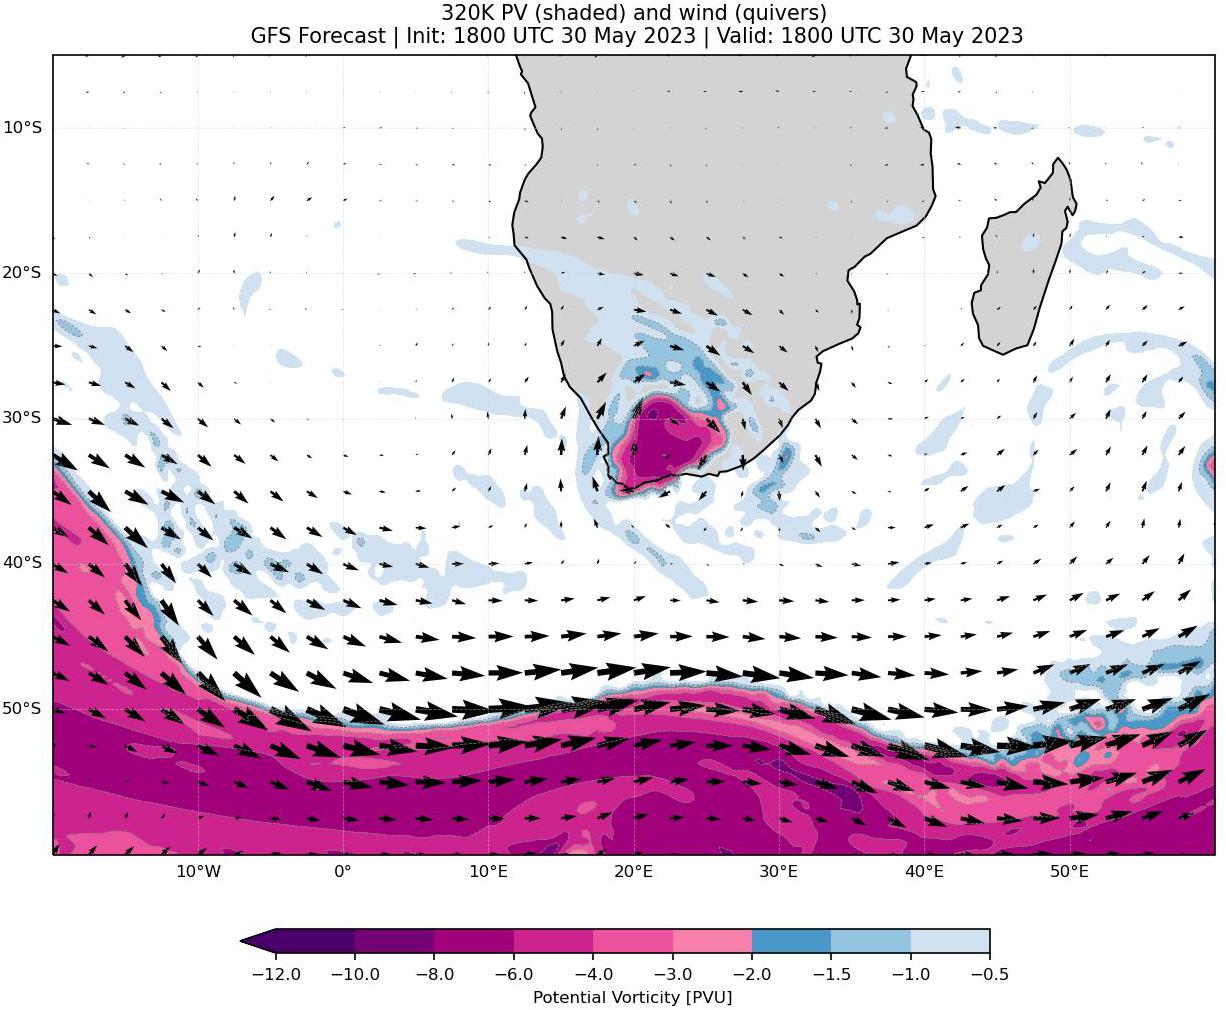 320K PV (shaded) and wind (quivers)
GFS Forecast | Init: 1800 UTC 30 May 2023 | Valid: 1800 UTC 30 May 2023
10°S
20°S
30°S
40°S
50°S
10°W 0° 10°E 20°E 30°E 40°E 50°E
−12.0 −10.0 −8.0 −6.0 −4.0 −3.0 −2.0 −1.5 −1.0 −0.5
Potential Vorticity [PVU]